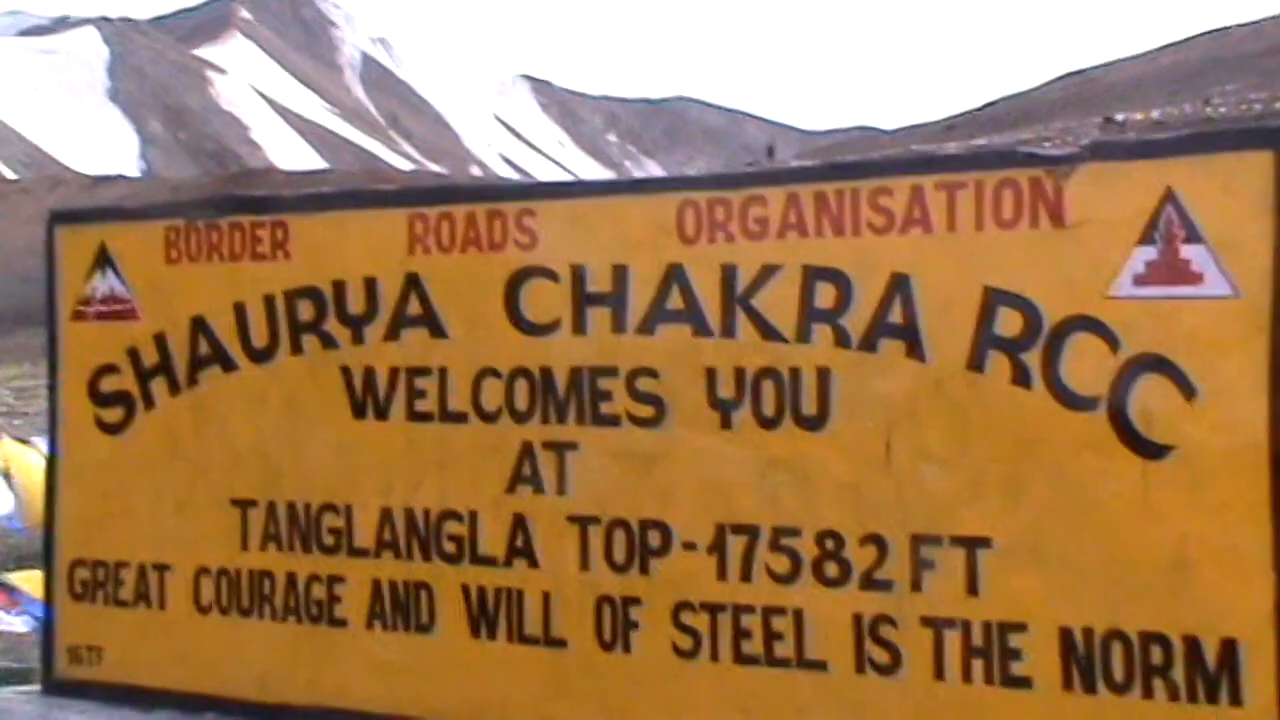 BORDER ROADS ORGANISATION
SHAURYA CHAKRA RCC
WELCOMES YOU
AT
TANGLANGLA TOP-17582 FT
GREAT COURAGE AND WILL OF STEEL IS THE NORM